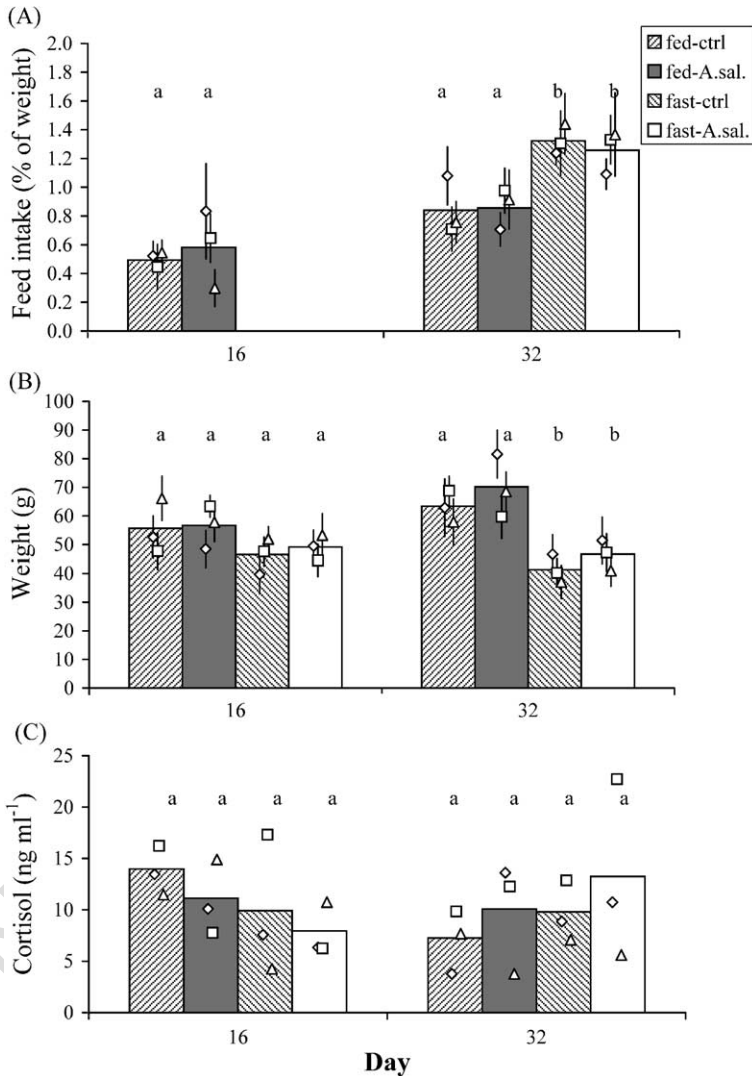 (A)
Feed intake (% of weight)
2.0
1.8
1.6
1.4
1.2
1.0
0.8
0.6
0.4
0.2
0.0
a a a a b b
fed-ctrl
fed-A.sal.
fast-ctrl
fast-A.sal.
16 32
(B)
Weight (g)
100
90
80
70
60
50
40
30
20
10
0
a a a a a a b b
16 32
(C)
Cortisol (ng ml⁻¹)
25
20
15
10
5
0
a a a a a a a a
16 32
Day